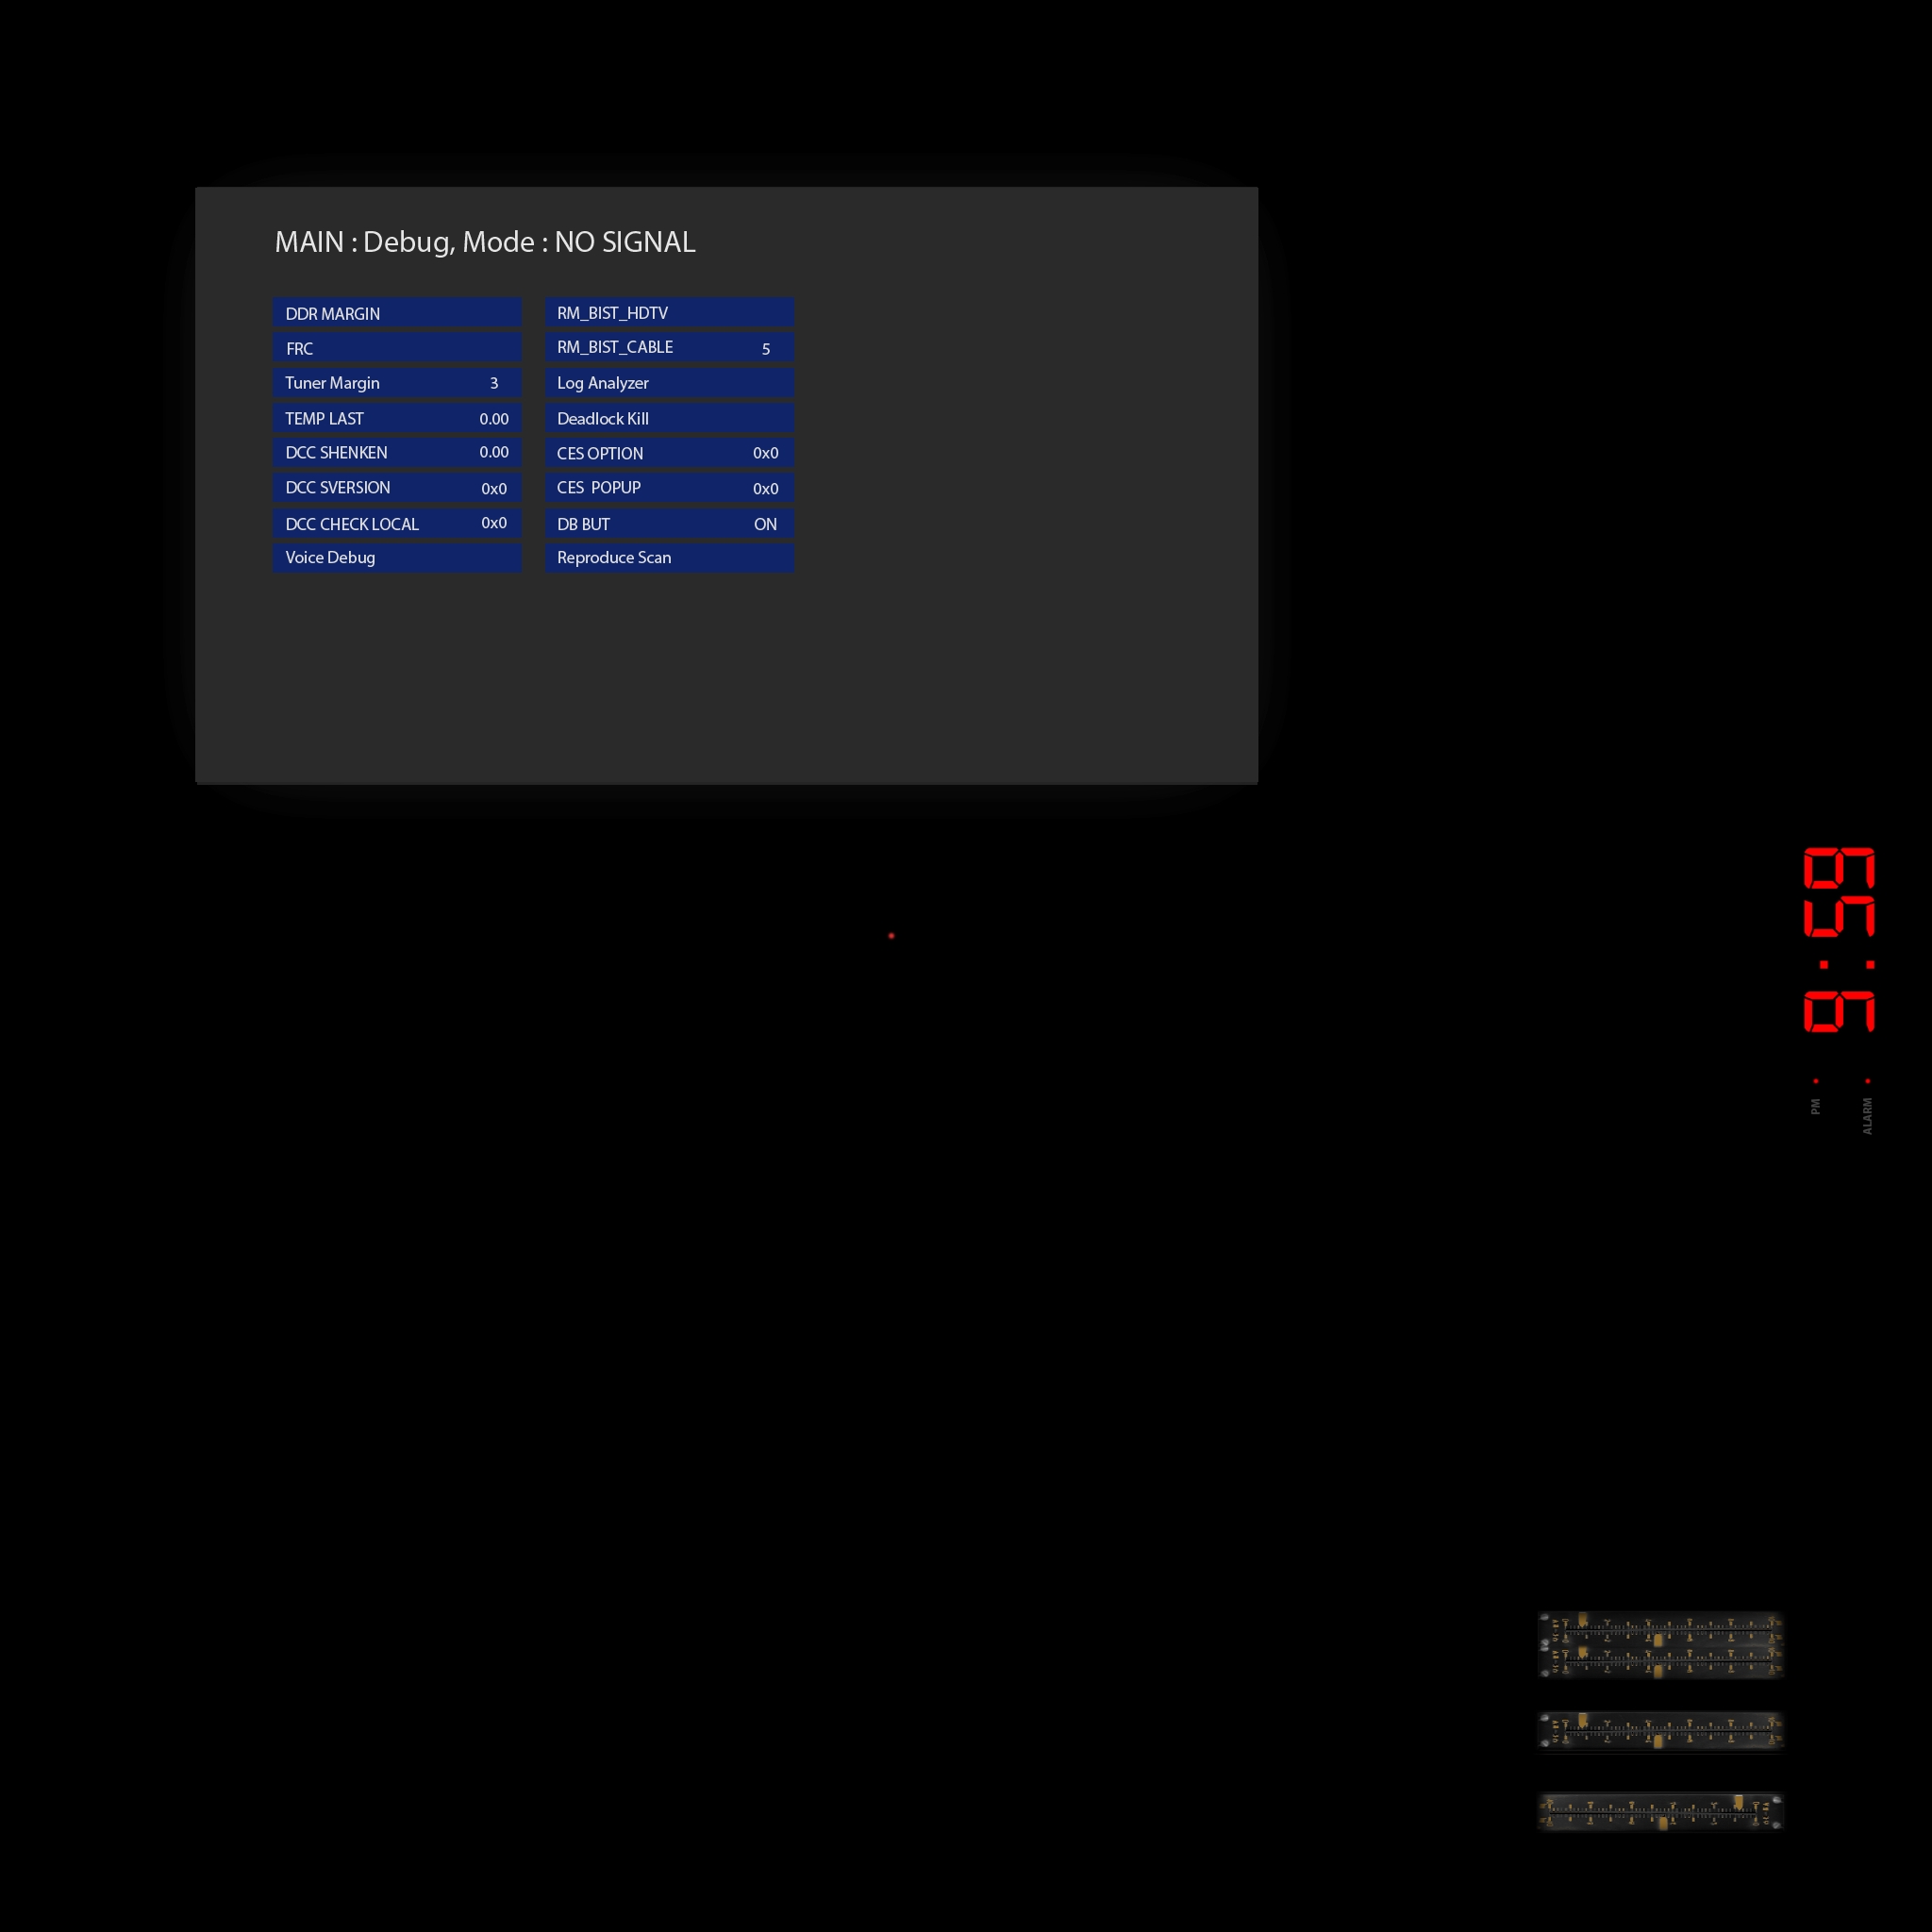 MAIN : Debug, Mode : NO SIGNAL
DDR MARGIN
FRC
Tuner Margin 3
TEMP LAST 0.00
DCC SHENKEN 0.00
DCC SVERSION 0x0
DCC CHECK LOCAL 0x0
Voice Debug
RM_BIST_HDTV
RM_BIST_CABLE 5
Log Analyzer
Deadlock Kill
CES OPTION 0x0
CES POPUP 0x0
DB BUT ON
Reproduce Scan
9:59
PM
ALARM